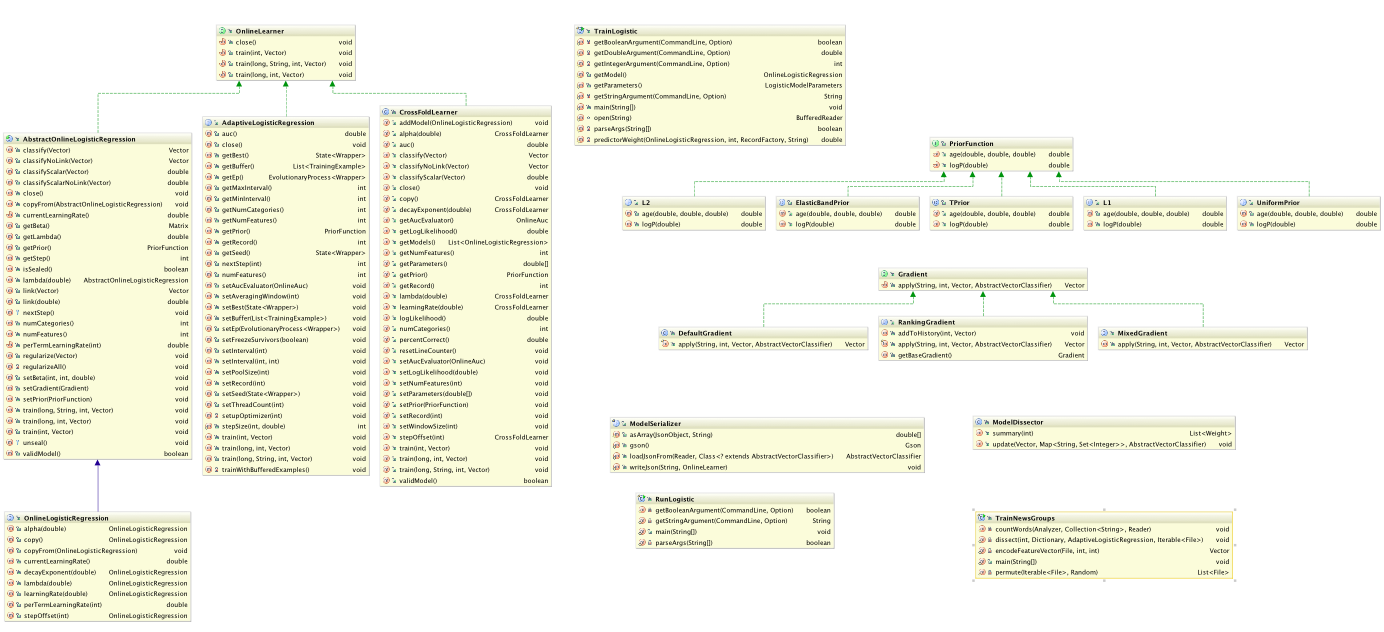 OnlineLearner
close() void
train(int, Vector) void
train(long, String, int, Vector) void
train(long, int, Vector) void
AbstractOnlineLogisticRegression
classify(Vector) Vector
classifyNoLink(Vector) Vector
classifyScalar(Vector) double
classifyScalarNoLink(Vector) double
close() void
copyFrom(AbstractOnlineLogisticRegression) void
currentLearningRate() double
getBeta() Matrix
getLambda() double
getPrior() PriorFunction
getStep() int
isSealed() boolean
lambda(double) AbstractOnlineLogisticRegression
link(Vector) Vector
link(double) double
nextStep() void
numCategories() int
numFeatures() int
perTermLearningRate(int) double
regularize(Vector) void
regularizeAll() void
setBeta(int, int, double) void
setGradient(Gradient) void
setPrior(PriorFunction) void
train(long, String, int, Vector) void
train(long, int, Vector) void
train(int, Vector) void
unseal() void
validModel() boolean
OnlineLogisticRegression
alpha(double) OnlineLogisticRegression
copy() OnlineLogisticRegression
copyFrom(OnlineLogisticRegression) void
currentLearningRate() double
decayExponent(double) OnlineLogisticRegression
lambda(double) OnlineLogisticRegression
learningRate(double) OnlineLogisticRegression
perTermLearningRate(int) double
stepOffset(int) OnlineLogisticRegression
AdaptiveLogisticRegression
auc() double
close() void
getBest() State<Wrapper>
getBuffer() List<TrainingExample>
getEp() EvolutionaryProcess<Wrapper>
getMaxInterval() int
getMinInterval() int
getNumCategories() int
getNumFeatures() int
getPrior() PriorFunction
getRecord() int
getSeed() State<Wrapper>
nextStep(int) int
numFeatures() int
setAucEvaluator(OnlineAuc) void
setAveragingWindow(int) void
setBest(State<Wrapper>) void
setBuffer(List<TrainingExample>) void
setEp(EvolutionaryProcess<Wrapper>) void
setFreezeSurvivors(boolean) void
setInterval(int) void
setInterval(int, int) void
setPoolSize(int) void
setRecord(int) void
setSeed(State<Wrapper>) void
setThreadCount(int) void
setupOptimizer(int) void
stepSize(int, double) int
train(int, Vector) void
train(long, String, int, Vector) void
train(long, int, Vector) void
trainWithBufferedExamples() void
CrossFoldLearner
addModel(OnlineLogisticRegression) void
alpha(double) CrossFoldLearner
auc() double
classify(Vector) Vector
classifyNoLink(Vector) Vector
classifyScalar(Vector) double
close() void
copy() CrossFoldLearner
decayExponent(double) CrossFoldLearner
getAucEvaluator() OnlineAuc
getLogLikelihood() double
getModels() List<OnlineLogisticRegression>
getNumFeatures() int
getParameters() double[]
getPrior() PriorFunction
getRecord() int
lambda(double) CrossFoldLearner
learningRate(double) CrossFoldLearner
logLikelihood() double
numCategories() int
percentCorrect() double
resetLineCounter() void
setAucEvaluator(OnlineAuc) void
setLogLikelihood(double) void
setNumFeatures(int) void
setParameters(double[]) void
setPrior(PriorFunction) void
setRecord(int) void
setWindowSize(int) void
stepOffset(int) CrossFoldLearner
train(int, Vector) void
train(long, int, Vector) void
train(long, String, int, Vector) void
validModel() boolean
TrainLogistic
getBooleanArgument(CommandLine, Option) boolean
getDoubleArgument(CommandLine, Option) double
getIntegerArgument(CommandLine, Option) int
getModel() OnlineLogisticRegression
getParameters() LogisticModelParameters
getStringArgument(CommandLine, Option) String
main(String[]) void
open(String) BufferedReader
parseArgs(String[]) boolean
predictorWeight(OnlineLogisticRegression, int, RecordFactory, String) double
PriorFunction
age(double, double, double) double
logP(double) double
L2
age(double, double, double) double
logP(double) double
ElasticBandPrior
age(double, double, double) double
logP(double) double
TPrior
age(double, double, double) double
logP(double) double
L1
age(double, double, double) double
logP(double) double
UniformPrior
age(double, double, double) double
logP(double) double
Gradient
apply(String, int, Vector, AbstractVectorClassifier) Vector
DefaultGradient
apply(String, int, Vector, AbstractVectorClassifier) Vector
RankingGradient
addToHistory(int, Vector) void
apply(String, int, Vector, AbstractVectorClassifier) Vector
getBaseGradient() Gradient
MixedGradient
apply(String, int, Vector, AbstractVectorClassifier) Vector
ModelSerializer
asArray(JsonObject, String) double[]
gson() Gson
loadJsonFrom(Reader, Class<? extends AbstractVectorClassifier>) AbstractVectorClassifier
writeJson(String, OnlineLearner) void
ModelDissector
summary(int) List<Weight>
update(Vector, Map<String, Set<Integer>>, AbstractVectorClassifier) void
RunLogistic
getBooleanArgument(CommandLine, Option) boolean
getStringArgument(CommandLine, Option) String
main(String[]) void
parseArgs(String[]) boolean
TrainNewsGroups
countWords(Analyzer, Collection<String>, Reader) void
dissect(int, Dictionary, AdaptiveLogisticRegression, Iterable<File>) void
encodeFeatureVector(File, int, int) Vector
main(String[]) void
permute(Iterable<File>, Random) List<File>